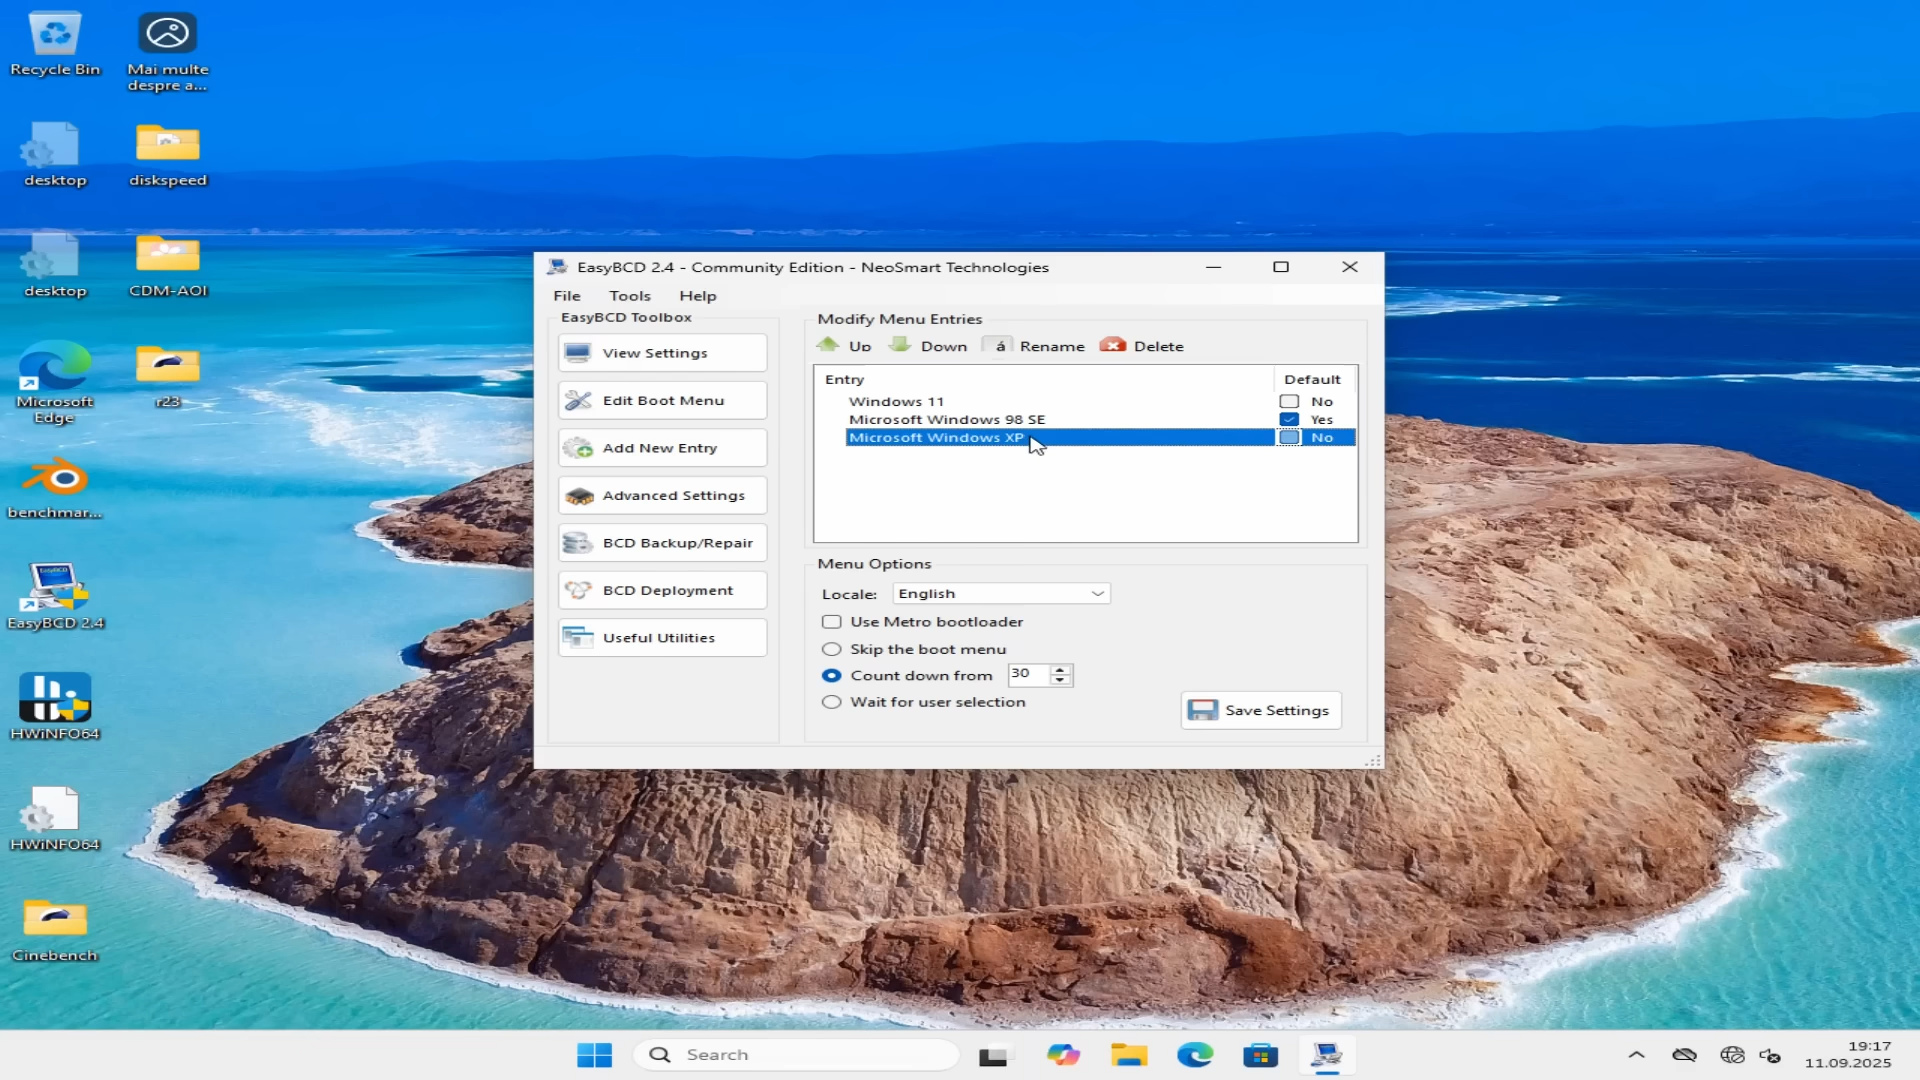 Recycle Bin
Mai multe
despre a...
desktop
diskspeed
desktop
CDM-AOI
Microsoft
Edge
r23
benchmar...
EasyBCD 2.4
HWiNFO64
HWiNFO64
Cinebench
EasyBCD 2.4 - Community Edition - NeoSmart Technologies
File Tools Help
EasyBCD Toolbox
View Settings
Edit Boot Menu
Add New Entry
Advanced Settings
BCD Backup/Repair
BCD Deployment
Useful Utilities
Modify Menu Entries
Up Down á Rename Delete
Entry Default
Windows 11 No
Microsoft Windows 98 SE Yes
Microsoft Windows XP No
Menu Options
Locale: English
Use Metro bootloader
Skip the boot menu
Count down from 30
Wait for user selection
Save Settings
Search
19:17
11.09.2025